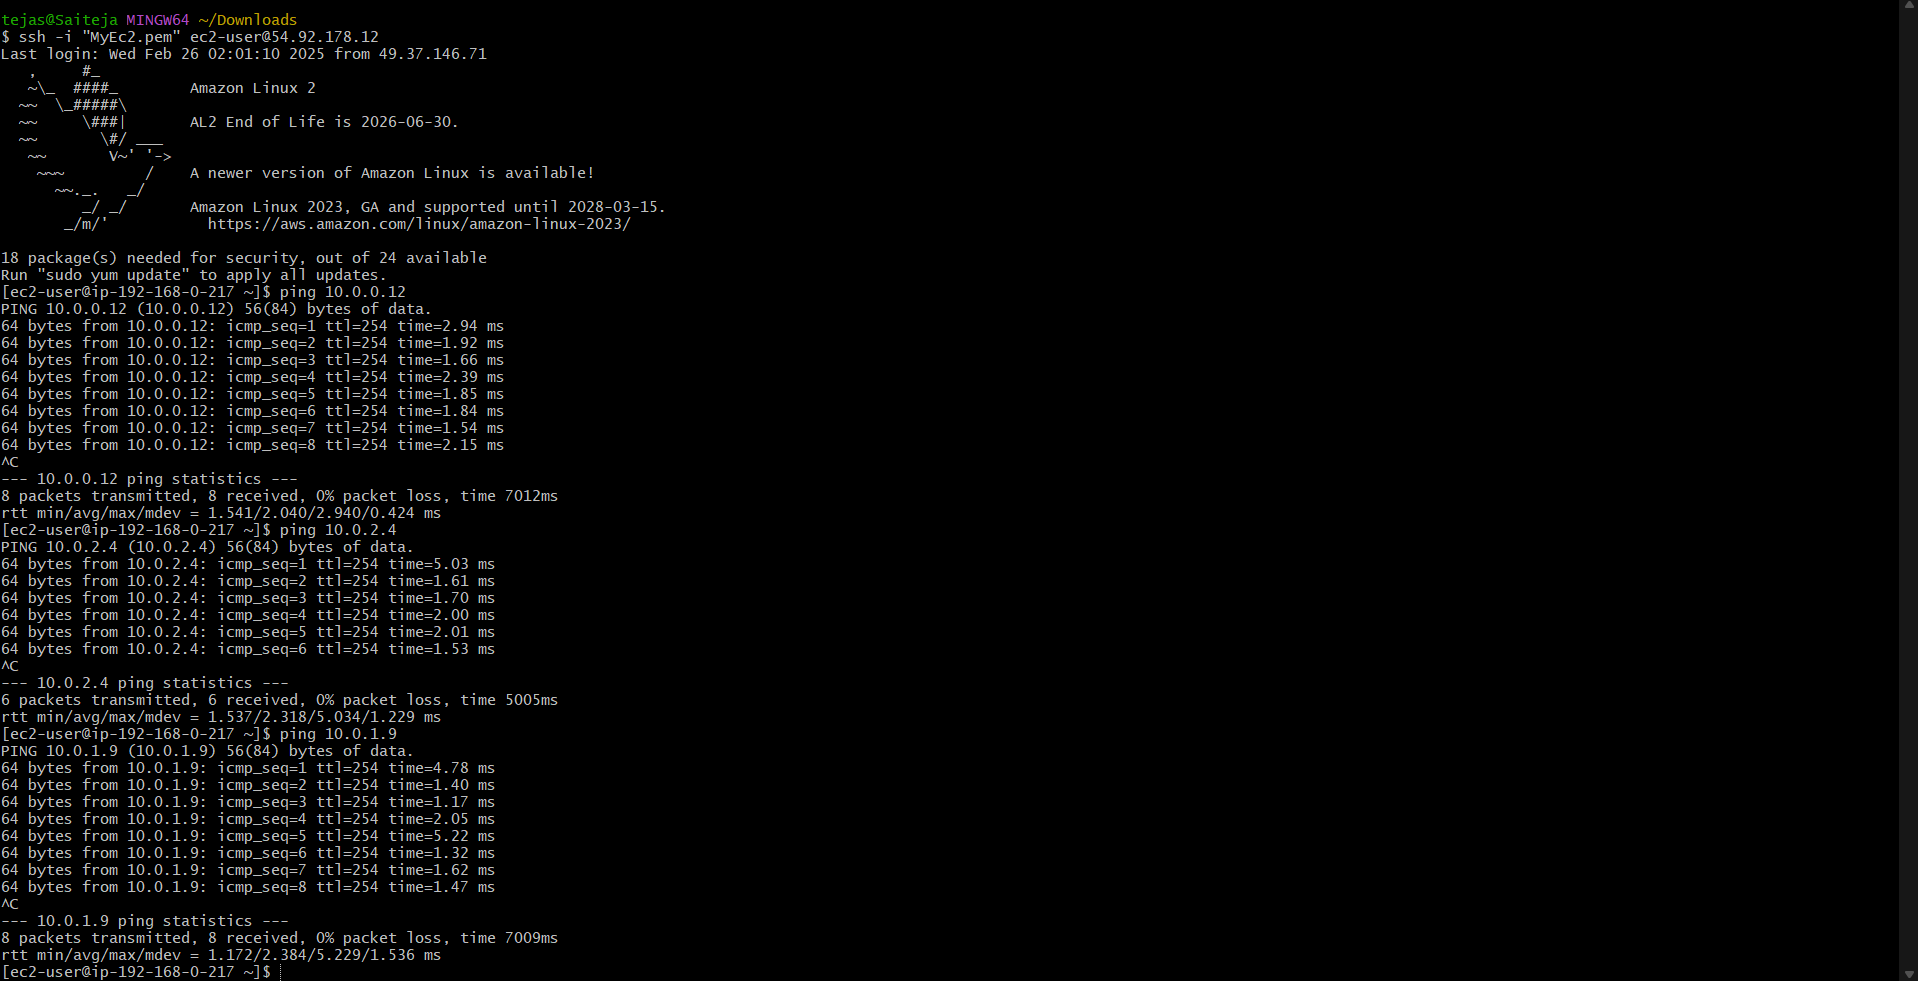 tejas@Saiteja MINGW64 ~/Downloads
$ ssh -i "MyEc2.pem" ec2-user@54.92.178.12
Last login: Wed Feb 26 02:01:10 2025 from 49.37.146.71
   ,     #_
   ~\_  ####_        Amazon Linux 2
  ~~  \_#####\
  ~~     \###|       AL2 End of Life is 2026-06-30.
  ~~       \#/ ___
   ~~       V~' '->
    ~~~         /    A newer version of Amazon Linux is available!
      ~~._.   _/
         _/ _/       Amazon Linux 2023, GA and supported until 2028-03-15.
       _/m/'           https://aws.amazon.com/linux/amazon-linux-2023/

18 package(s) needed for security, out of 24 available
Run "sudo yum update" to apply all updates.
[ec2-user@ip-192-168-0-217 ~]$ ping 10.0.0.12
PING 10.0.0.12 (10.0.0.12) 56(84) bytes of data.
64 bytes from 10.0.0.12: icmp_seq=1 ttl=254 time=2.94 ms
64 bytes from 10.0.0.12: icmp_seq=2 ttl=254 time=1.92 ms
64 bytes from 10.0.0.12: icmp_seq=3 ttl=254 time=1.66 ms
64 bytes from 10.0.0.12: icmp_seq=4 ttl=254 time=2.39 ms
64 bytes from 10.0.0.12: icmp_seq=5 ttl=254 time=1.85 ms
64 bytes from 10.0.0.12: icmp_seq=6 ttl=254 time=1.84 ms
64 bytes from 10.0.0.12: icmp_seq=7 ttl=254 time=1.54 ms
64 bytes from 10.0.0.12: icmp_seq=8 ttl=254 time=2.15 ms
^C
--- 10.0.0.12 ping statistics ---
8 packets transmitted, 8 received, 0% packet loss, time 7012ms
rtt min/avg/max/mdev = 1.541/2.040/2.940/0.424 ms
[ec2-user@ip-192-168-0-217 ~]$ ping 10.0.2.4
PING 10.0.2.4 (10.0.2.4) 56(84) bytes of data.
64 bytes from 10.0.2.4: icmp_seq=1 ttl=254 time=5.03 ms
64 bytes from 10.0.2.4: icmp_seq=2 ttl=254 time=1.61 ms
64 bytes from 10.0.2.4: icmp_seq=3 ttl=254 time=1.70 ms
64 bytes from 10.0.2.4: icmp_seq=4 ttl=254 time=2.00 ms
64 bytes from 10.0.2.4: icmp_seq=5 ttl=254 time=2.01 ms
64 bytes from 10.0.2.4: icmp_seq=6 ttl=254 time=1.53 ms
^C
--- 10.0.2.4 ping statistics ---
6 packets transmitted, 6 received, 0% packet loss, time 5005ms
rtt min/avg/max/mdev = 1.537/2.318/5.034/1.229 ms
[ec2-user@ip-192-168-0-217 ~]$ ping 10.0.1.9
PING 10.0.1.9 (10.0.1.9) 56(84) bytes of data.
64 bytes from 10.0.1.9: icmp_seq=1 ttl=254 time=4.78 ms
64 bytes from 10.0.1.9: icmp_seq=2 ttl=254 time=1.40 ms
64 bytes from 10.0.1.9: icmp_seq=3 ttl=254 time=1.17 ms
64 bytes from 10.0.1.9: icmp_seq=4 ttl=254 time=2.05 ms
64 bytes from 10.0.1.9: icmp_seq=5 ttl=254 time=5.22 ms
64 bytes from 10.0.1.9: icmp_seq=6 ttl=254 time=1.32 ms
64 bytes from 10.0.1.9: icmp_seq=7 ttl=254 time=1.62 ms
64 bytes from 10.0.1.9: icmp_seq=8 ttl=254 time=1.47 ms
^C
--- 10.0.1.9 ping statistics ---
8 packets transmitted, 8 received, 0% packet loss, time 7009ms
rtt min/avg/max/mdev = 1.172/2.384/5.229/1.536 ms
[ec2-user@ip-192-168-0-217 ~]$